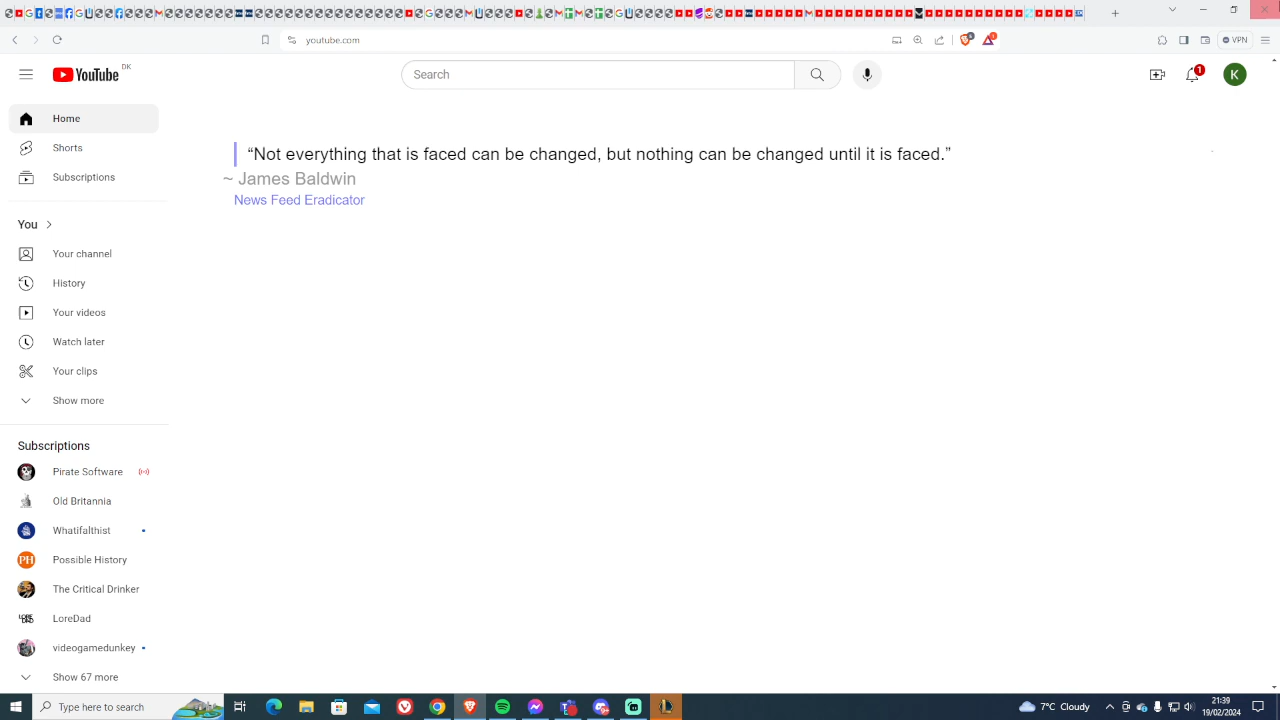 youtube.com
VPN
YouTube DK
Search
1
K
Home
Shorts
Subscriptions
You
Your channel
History
Your videos
Watch later
Your clips
Show more
Subscriptions
Pirate Software
Old Britannia
Whatifalthist
PH Possible History
The Critical Drinker
LoreDad
videogamedunkey
Show 67 more
“Not everything that is faced can be changed, but nothing can be changed until it is faced.”
~ James Baldwin
News Feed Eradicator
Type here to search
7°C Cloudy
21:39
19/02/2024